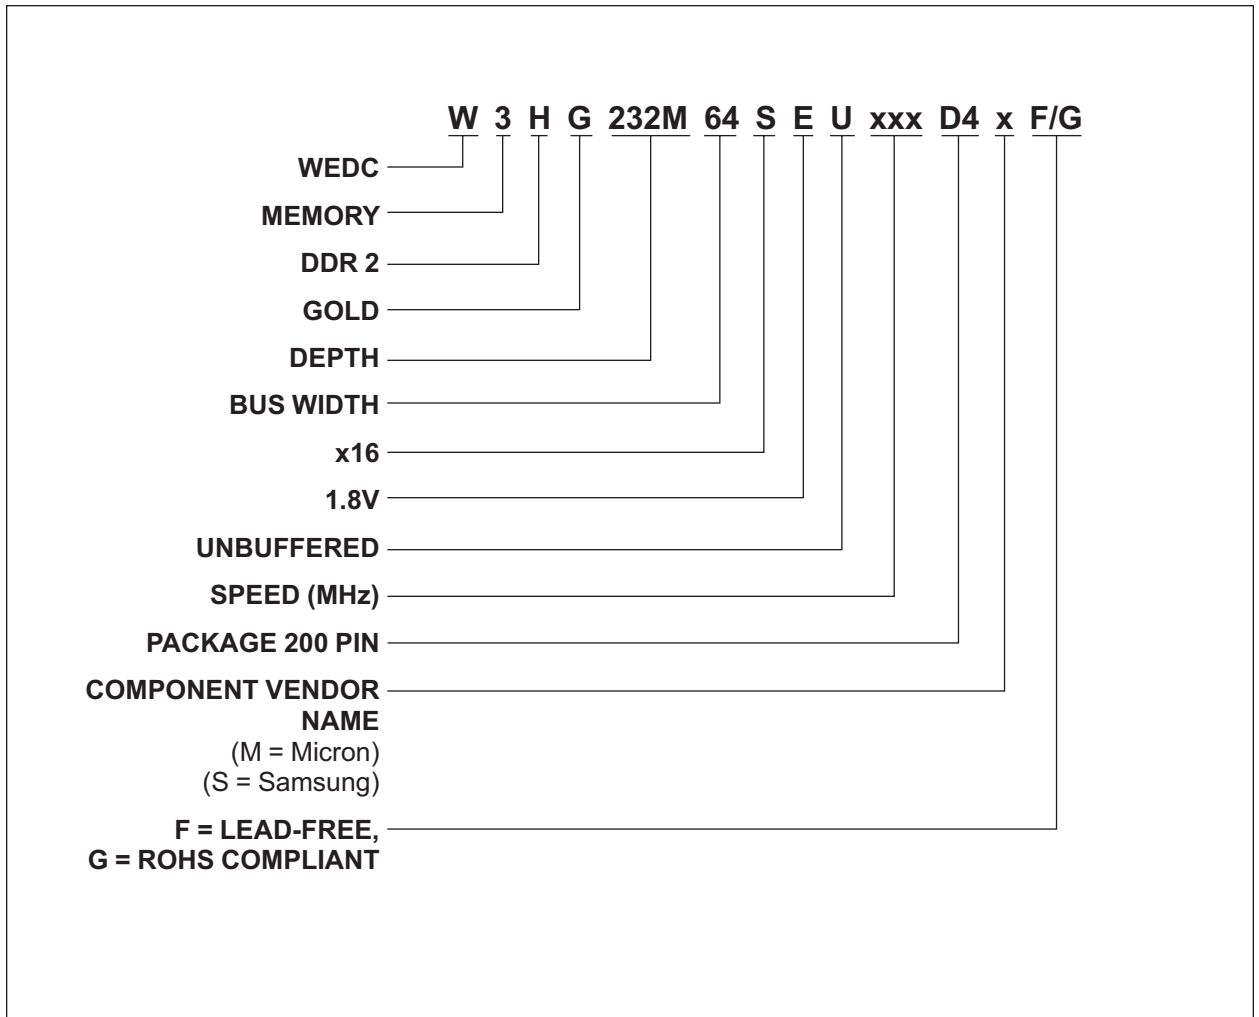 W 3 H G 232M 64 S E U xxx D4 x F/G
WEDC
MEMORY
DDR 2
GOLD
DEPTH
BUS WIDTH
x16
1.8V
UNBUFFERED
SPEED (MHz)
PACKAGE 200 PIN
COMPONENT VENDOR
NAME
(M = Micron)
(S = Samsung)
F = LEAD-FREE,
G = ROHS COMPLIANT